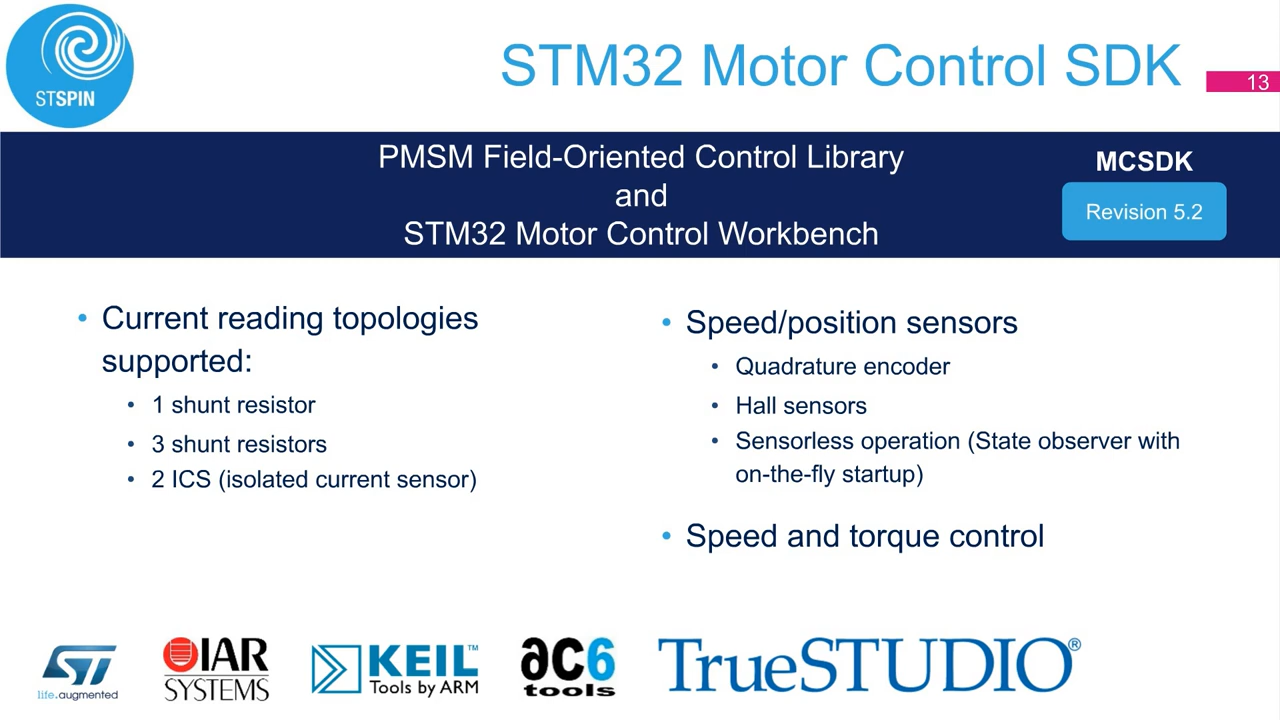 STSPIN
STM32 Motor Control SDK
13
PMSM Field-Oriented Control Library
and
STM32 Motor Control Workbench
MCSDK
Revision 5.2
• Current reading topologies
supported:
• 1 shunt resistor
• 3 shunt resistors
• 2 ICS (isolated current sensor)
• Speed/position sensors
• Quadrature encoder
• Hall sensors
• Sensorless operation (State observer with
on-the-fly startup)
• Speed and torque control
ST
life.augmented
IAR
SYSTEMS
KEIL™
Tools by ARM
ac6
tools
TrueSTUDIO®